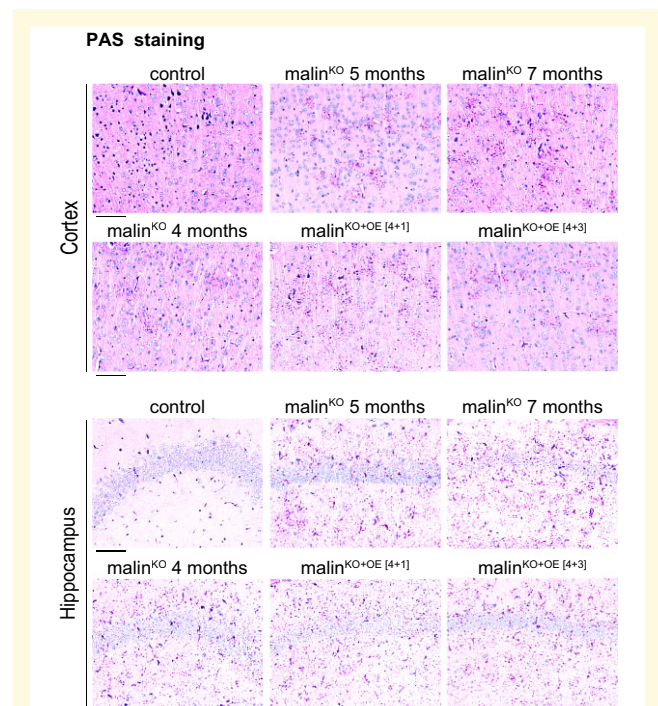 PAS staining
control malinKO 5 months malinKO 7 months
Cortex
malinKO 4 months malinKO+OE [4+1] malinKO+OE [4+3]
control malinKO 5 months malinKO 7 months
Hippocampus
malinKO 4 months malinKO+OE [4+1] malinKO+OE [4+3]